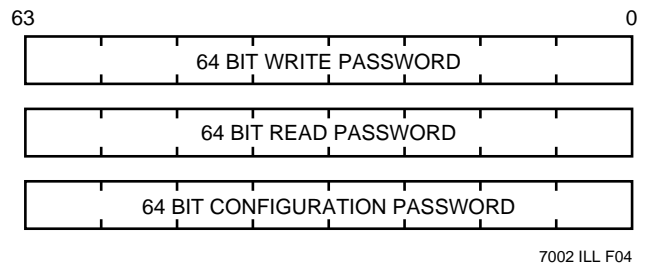 63 0
64 BIT WRITE PASSWORD
64 BIT READ PASSWORD
64 BIT CONFIGURATION PASSWORD
7002 ILL F04